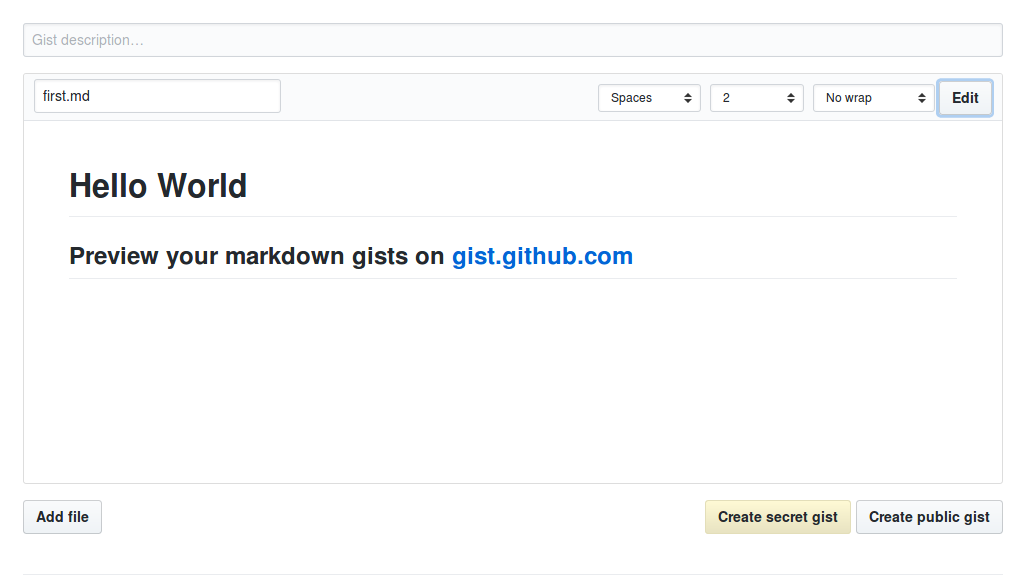 Gist description…
first.md Spaces 2 No wrap Edit
Hello World
Preview your markdown gists on gist.github.com
Add file Create secret gist Create public gist